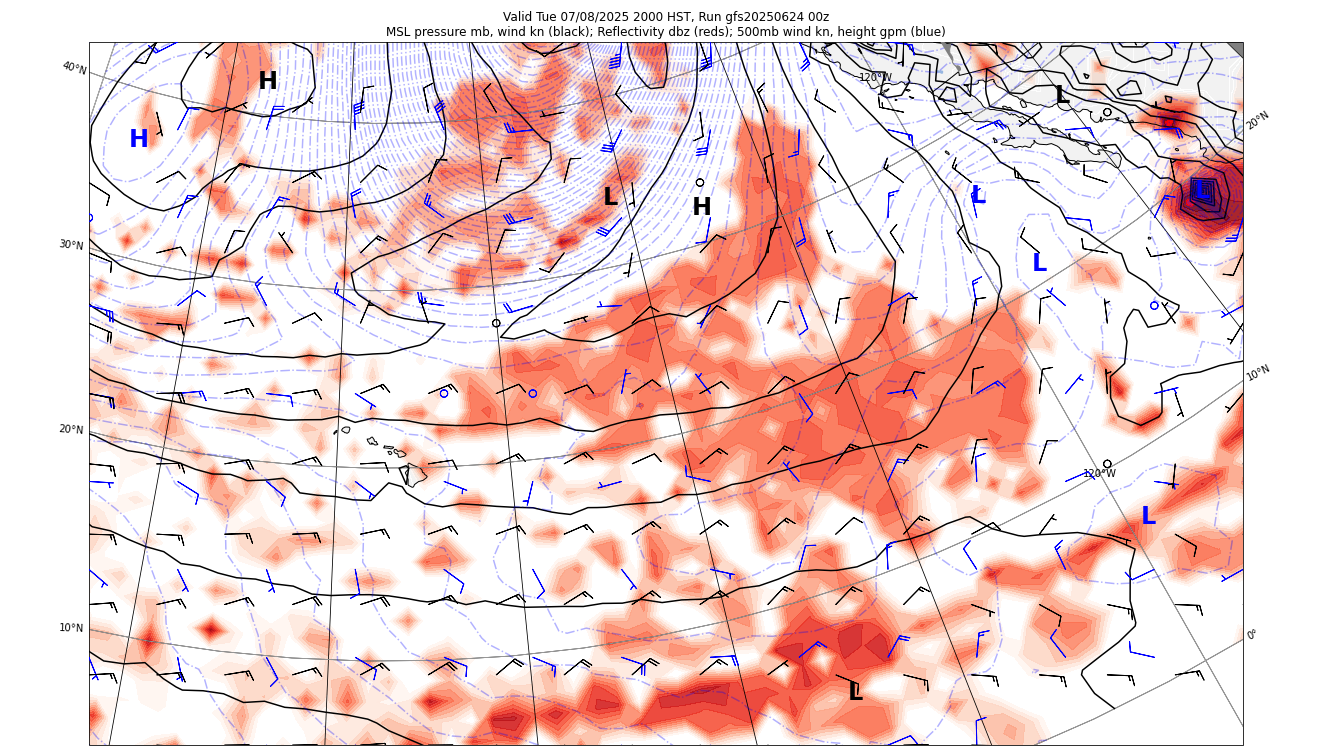 Valid Tue 07/08/2025 2000 HST, Run gfs20250624 00z
MSL pressure mb, wind kn (black); Reflectivity dbz (reds); 500mb wind kn, height gpm (blue)
40°N
H
120°W
L
20°N
H
L
L
L
H
30°N
L
10°N
20°N
120°W
L
10°N
0°
L